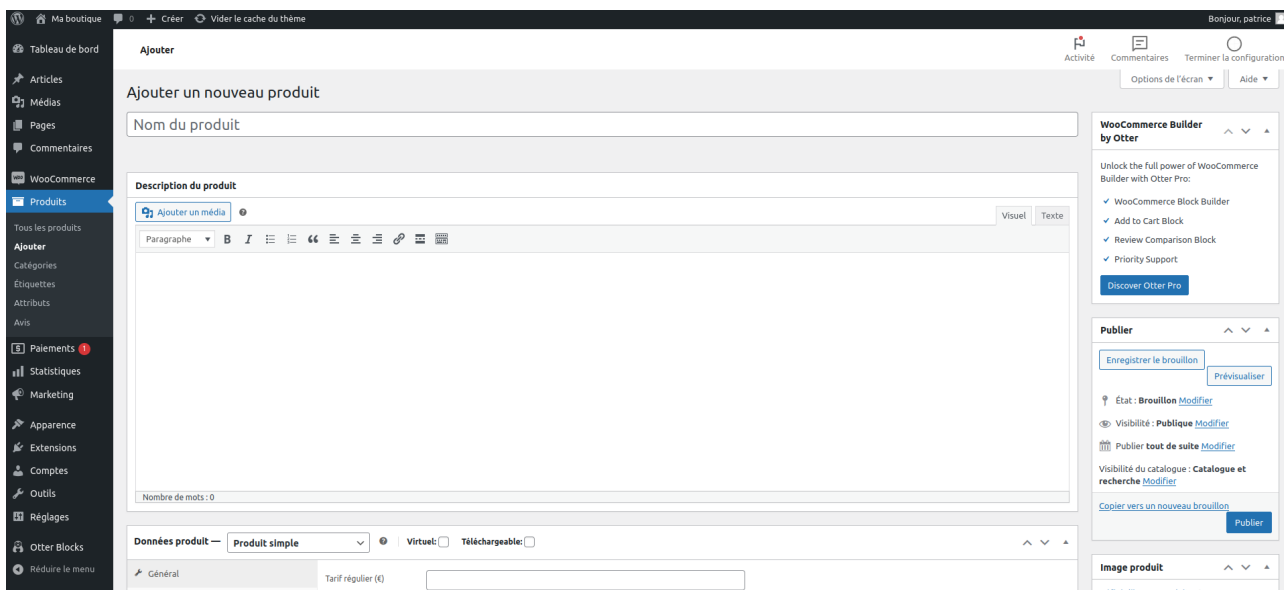 Ma boutique 0 Créer Vider le cache du thème Bonjour, patrice
Tableau de bord
Articles
Médias
Pages
Commentaires
WooCommerce
Produits
Tous les produits
Ajouter
Catégories
Étiquettes
Attributs
Avis
Paiements 1
Statistiques
Marketing
Apparence
Extensions
Comptes
Outils
Réglages
Otter Blocks
Réduire le menu
Ajouter
Activité Commentaires Terminer la configuration
Options de l'écran ▼ Aide ▼
Ajouter un nouveau produit
Nom du produit
Description du produit
Ajouter un média
Visuel Texte
Paragraphe
Nombre de mots : 0
Données produit — Produit simple Virtuel: Téléchargeable:
Général
Tarif régulier (€)
WooCommerce Builder
by Otter
Unlock the full power of WooCommerce
Builder with Otter Pro:
WooCommerce Block Builder
Add to Cart Block
Review Comparison Block
Priority Support
Discover Otter Pro
Publier
Enregistrer le brouillon
Prévisualiser
État : Brouillon Modifier
Visibilité : Publique Modifier
Publier tout de suite Modifier
Visibilité du catalogue : Catalogue et
recherche Modifier
Copier vers un nouveau brouillon
Publier
Image produit